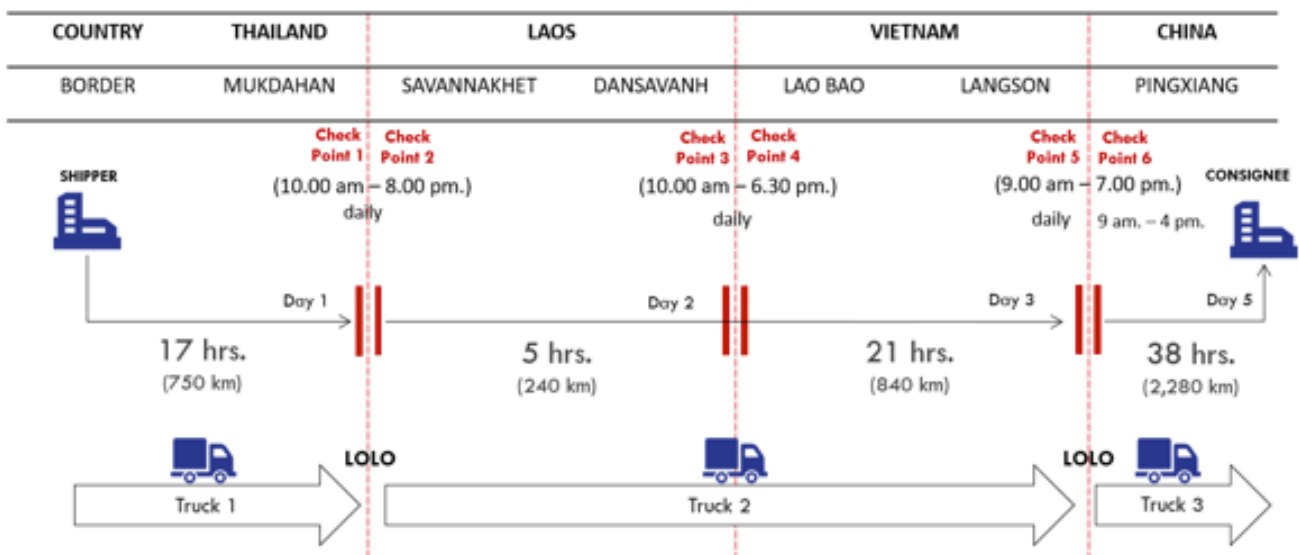 COUNTRY THAILAND LAOS VIETNAM CHINA
BORDER MUKDAHAN SAVANNAKHET DANSAVANH LAO BAO LANGSON PINGXIANG
Check Point 1 Check Point 2 Check Point 3 Check Point 4 Check Point 5 Check Point 6
SHIPPER (10.00 am – 8.00 pm.) (10.00 am – 6.30 pm.) (9.00 am – 7.00 pm.) CONSIGNEE
daily daily daily 9 am. – 4 pm.
Day 1 Day 2 Day 3 Day 5
17 hrs. 5 hrs. 21 hrs. 38 hrs.
(750 km) (240 km) (840 km) (2,280 km)
LOLO LOLO
Truck 1 Truck 2 Truck 3